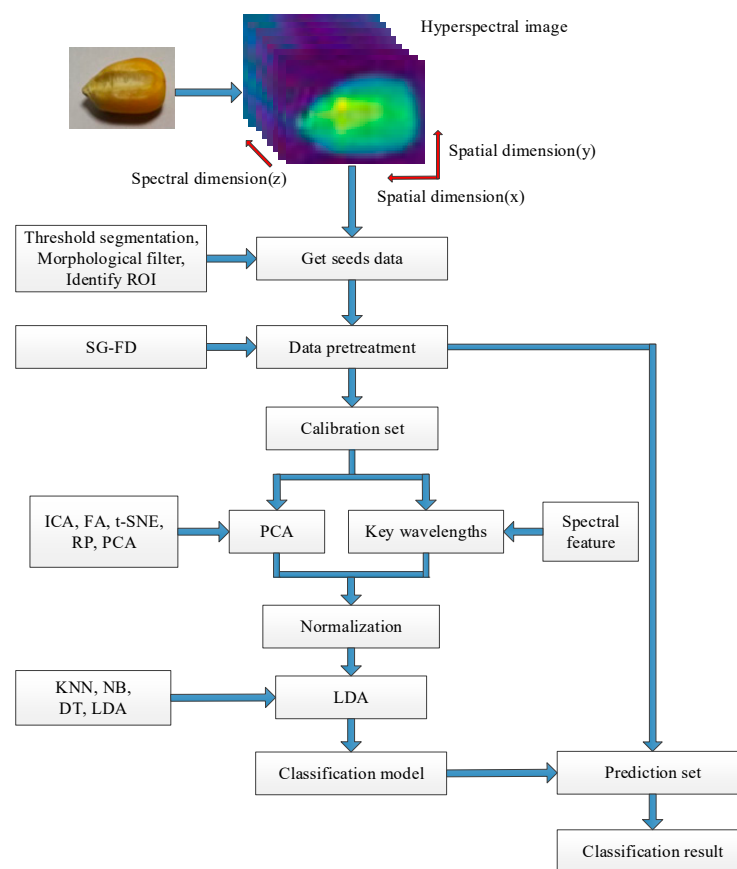 Hyperspectral image
Spatial dimension(y)
Spectral dimension(z)
Spatial dimension(x)
Threshold segmentation,
Morphological filter,
Identify ROI
Get seeds data
SG-FD
Data pretreatment
Calibration set
ICA, FA, t-SNE,
RP, PCA
PCA
Key wavelengths
Spectral
feature
Normalization
KNN, NB,
DT, LDA
LDA
Classification model
Prediction set
Classification result